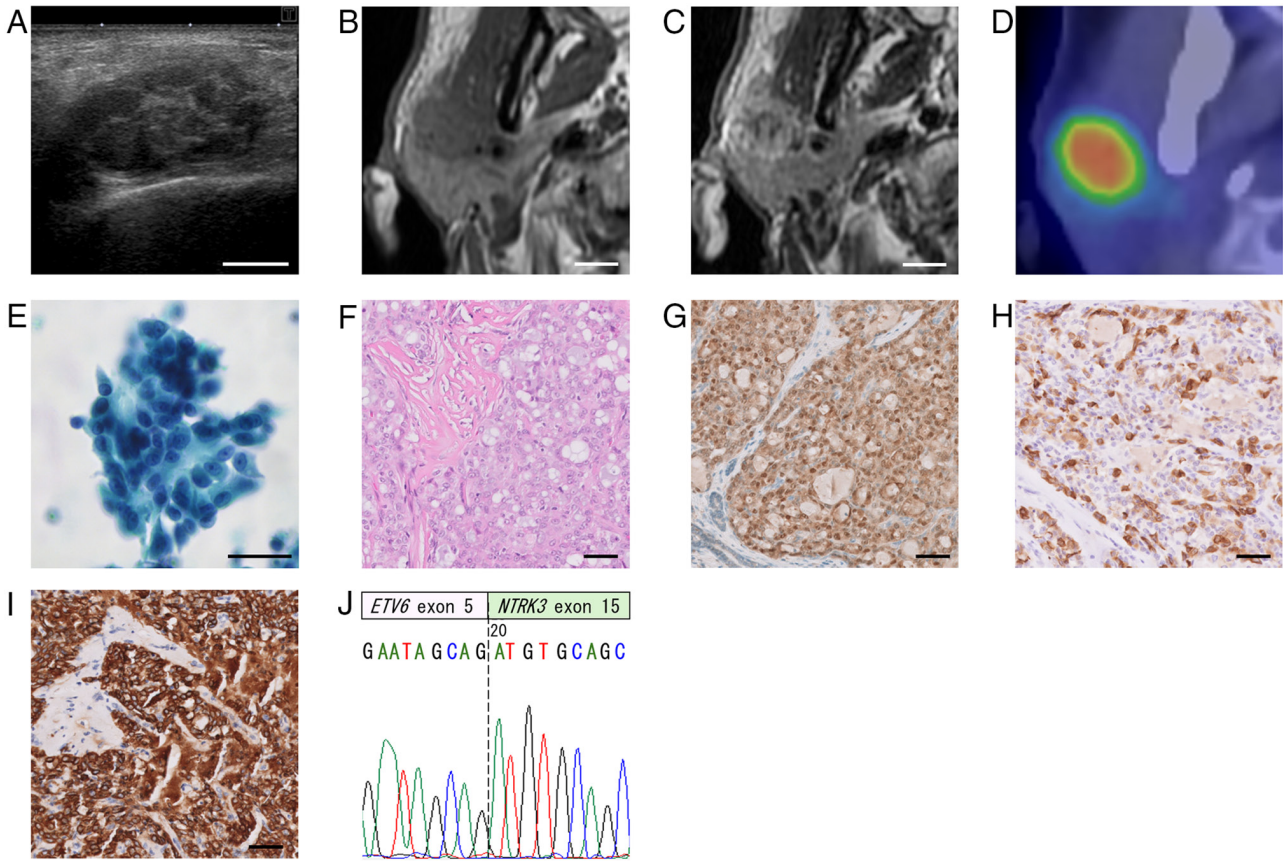 A
B
C
D
T
E
F
G
H
I
J
ETV6 exon 5
NTRK3 exon 15
20
GAATAGCAGATGTGCAGC